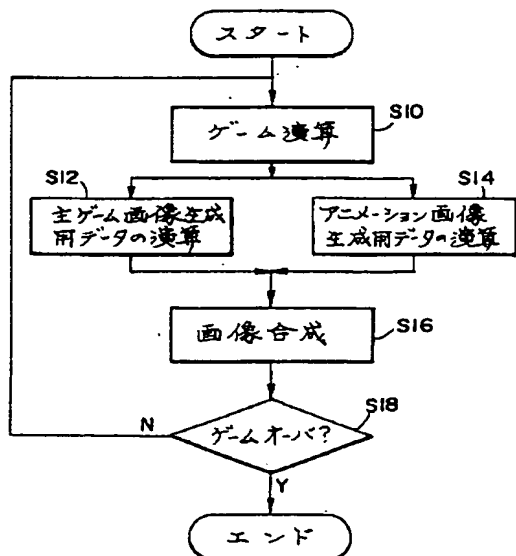 スタート
S10
ゲーム演算
S12
S14
主ゲーム画像生成
用データの演算
アニメーション画像
生成用データの演算
画像合成
S16
S18
ゲームオーバ?
N
Y
エンド